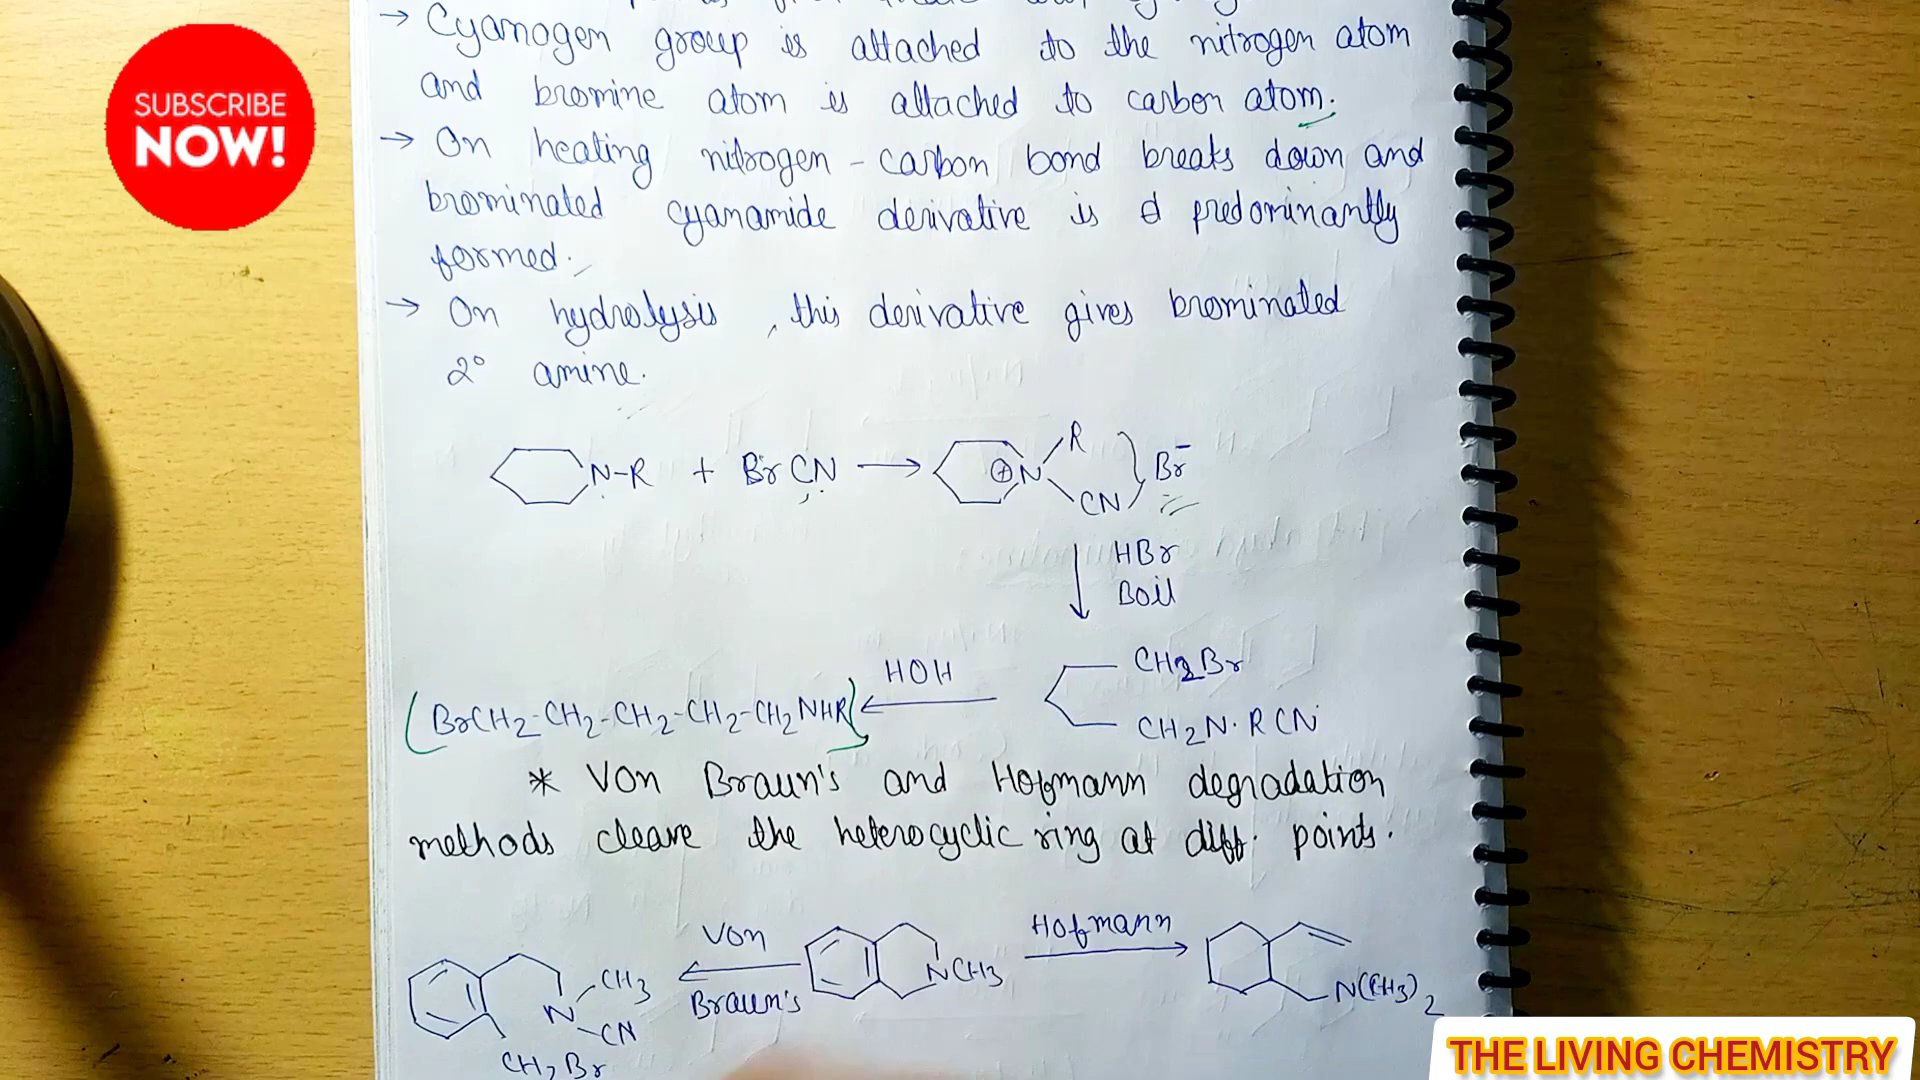 SUBSCRIBE
NOW!
→ Cyanogen group is attached to the nitrogen atom
and bromine atom is attached to carbon atom.
→ On heating nitrogen - carbon bond breaks down and
brominated cyanamide derivative is predominantly
formed.
→ On hydrolysis, this derivative gives brominated
2° amine.
N-R + BrCN → ⊕N R CN } Br⁻
HBr
Boil
CH2Br
HOH
(BrCH2-CH2-CH2-CH2-CH2NHR) ←
CH2N·RCN
* Von Braun's and Hofmann degradation
methods cleave the heterocyclic ring at diff. points.
Von
Braun's
Hofmann
NCH3
N CH3
CN
CH2Br
N(CH3)2
THE LIVING CHEMISTRY